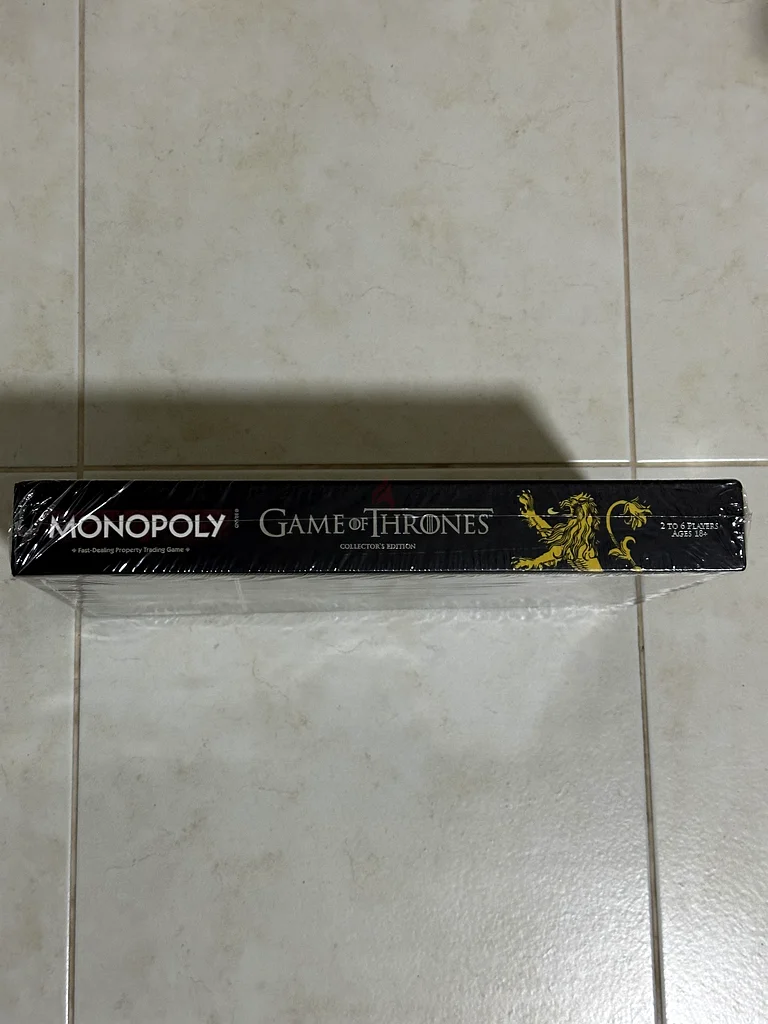 MONOPOLY
Fast-Dealing Property Trading Game
GAME OF THRONES
COLLECTOR'S EDITION
2 TO 6 PLAYERS
AGES 18+